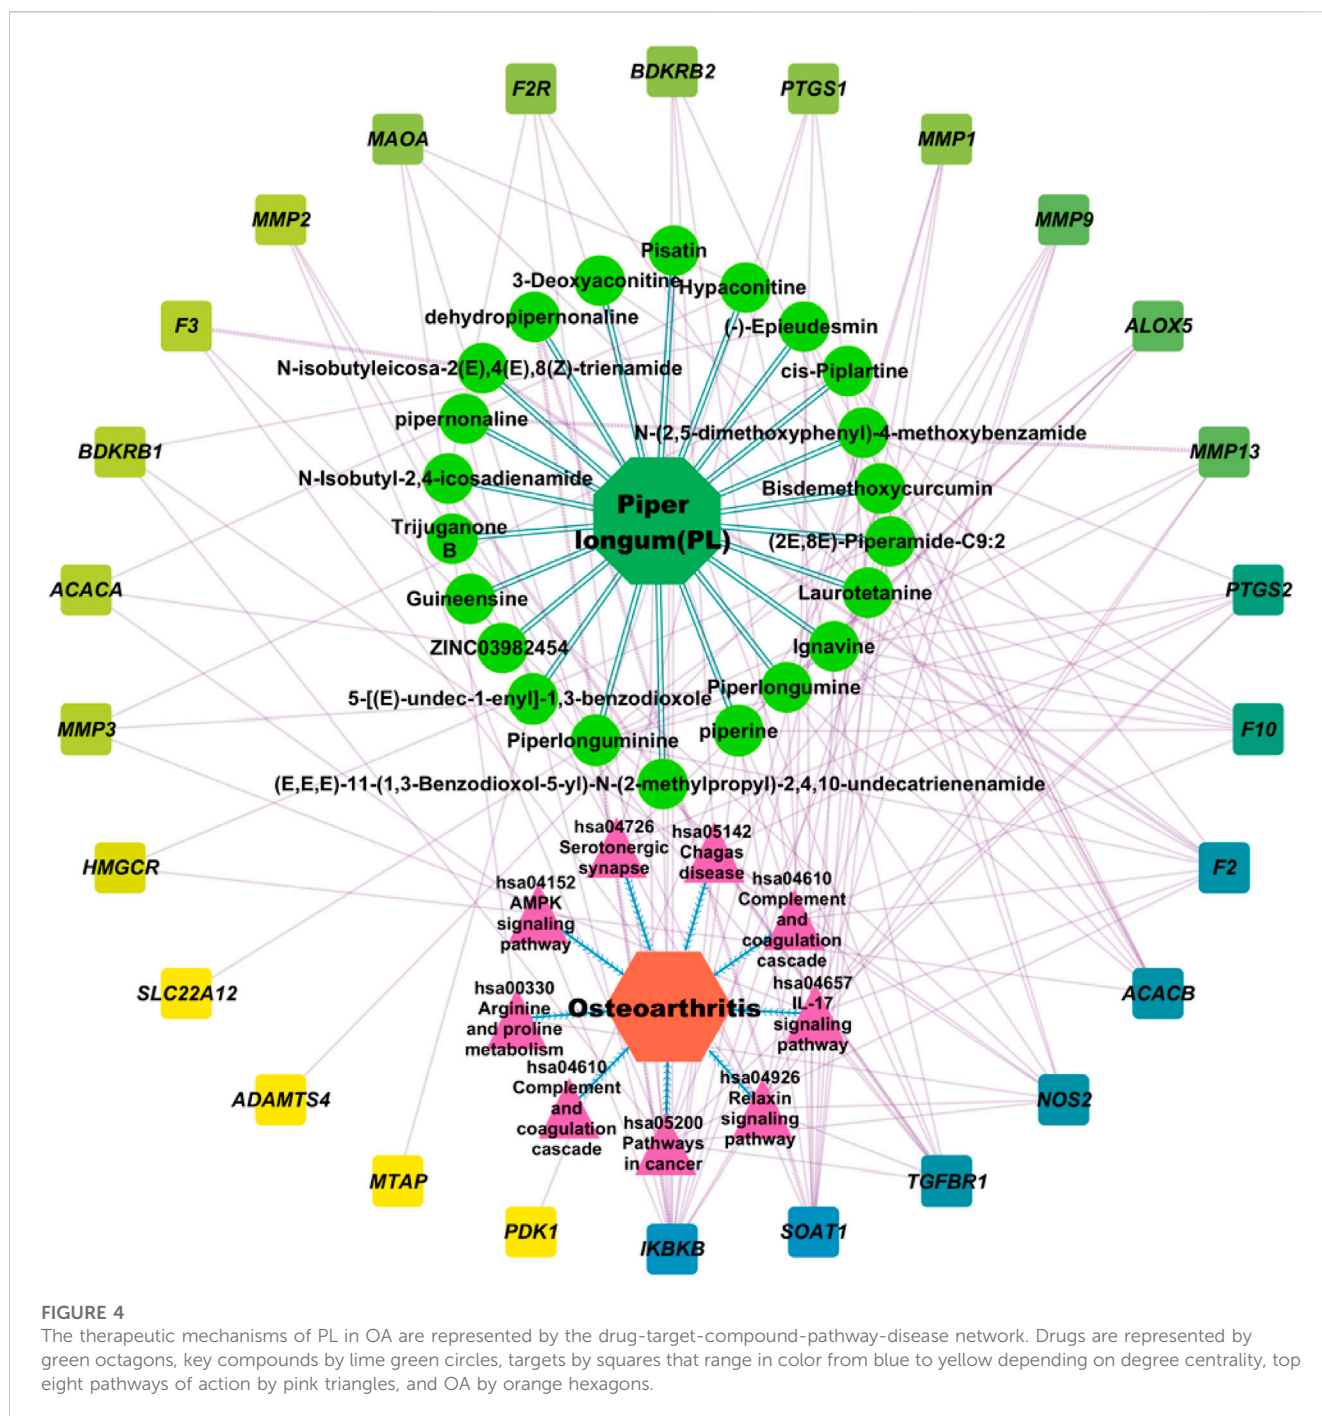 BDKRB2
F2R
PTGS1
MAOA
MMP1
MMP2
MMP9
Pisatin
3-Deoxyaconitine
Hypaconitine
dehydropipernonaline
(-)-Epieudesmin
F3
ALOX5
N-isobutyleicosa-2(E),4(E),8(Z)-trienamide
cis-Piplartine
pipernonaline
N-(2,5-dimethoxyphenyl)-4-methoxybenzamide
BDKRB1
MMP13
N-Isobutyl-2,4-icosadienamide
Bisdemethoxycurcumin
Piper
longum(PL)
Trijuganone
B
(2E,8E)-Piperamide-C9:2
ACACA
Guineensine
Laurotetanine
PTGS2
ZINC03982454
Ignavine
5-[(E)-undec-1-enyl]-1,3-benzodioxole
Piperlongumine
MMP3
Piperlonguminine
piperine
F10
(E,E,E)-11-(1,3-Benzodioxol-5-yl)-N-(2-methylpropyl)-2,4,10-undecatrienenamide
hsa04726
Serotonergic
synapse
hsa05142
Chagas
disease
HMGCR
hsa04152
AMPK
signaling
pathway
hsa04610
Complement
and
coagulation
cascade
F2
SLC22A12
hsa00330
Arginine
and proline
metabolism
Osteoarthritis
hsa04657
IL-17
signaling
pathway
ACACB
hsa04610
Complement
and
coagulation
cascade
hsa05200
Pathways
in cancer
hsa04926
Relaxin
signaling
pathway
ADAMTS4
NOS2
MTAP
TGFBR1
PDK1
IKBKB
SOAT1
FIGURE 4
The therapeutic mechanisms of PL in OA are represented by the drug-target-compound-pathway-disease network. Drugs are represented by
green octagons, key compounds by lime green circles, targets by squares that range in color from blue to yellow depending on degree centrality, top
eight pathways of action by pink triangles, and OA by orange hexagons.